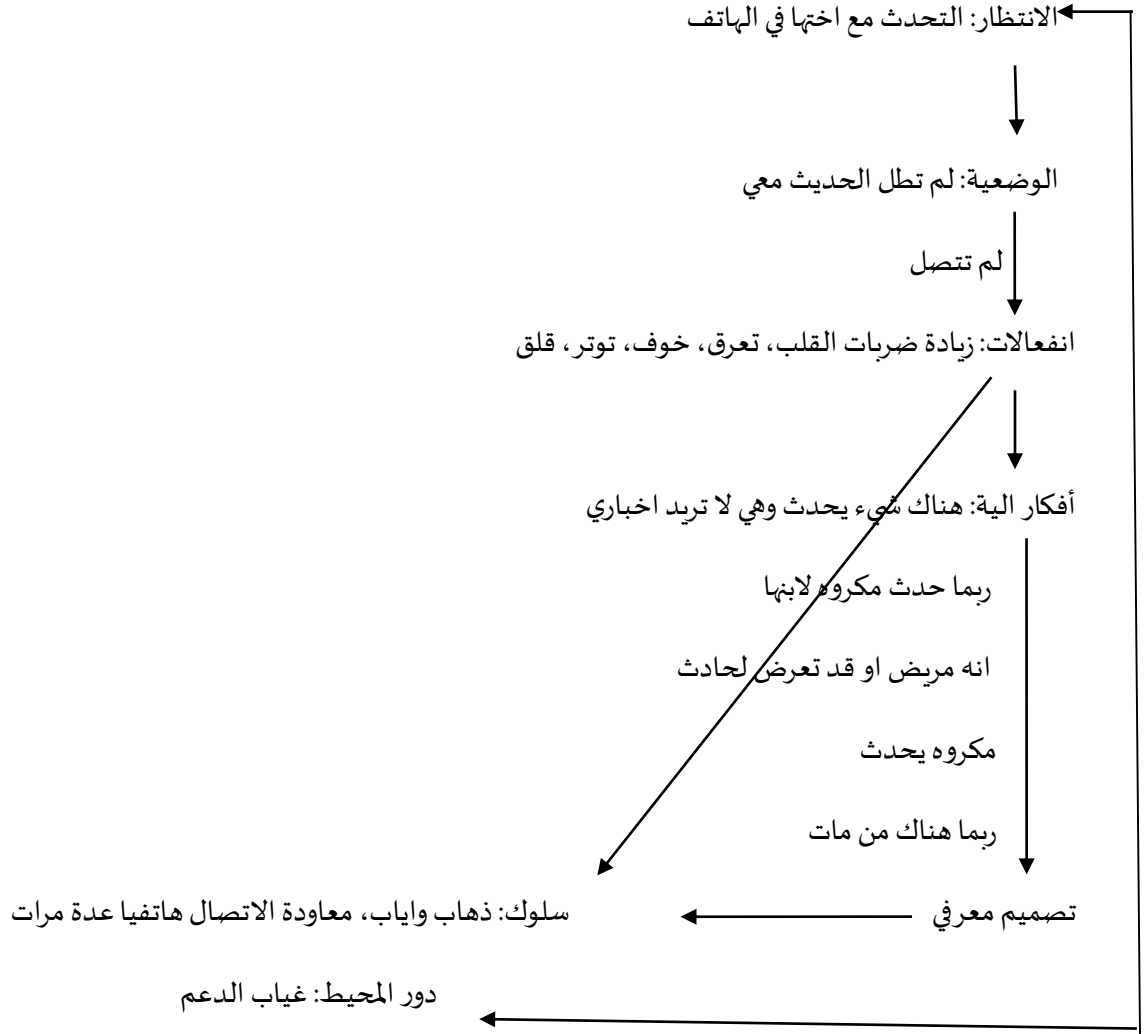 الانتظار: التحدث مع اختها في الهاتف
الوضعية: لم تطل الحديث معي
لم تتصل
انفعالات: زيادة ضربات القلب، تعرق، خوف، توتر، قلق
أفكار الية: هناك شيء يحدث وهي لا تريد اخباري
ربما حدث مكروه لابنها
انه مريض او قد تعرض لحادث
مكروه يحدث
ربما هناك من مات
تصميم معرفي
سلوك: ذهاب واياب، معاودة الاتصال هاتفيا عدة مرات
دور المحيط: غياب الدعم